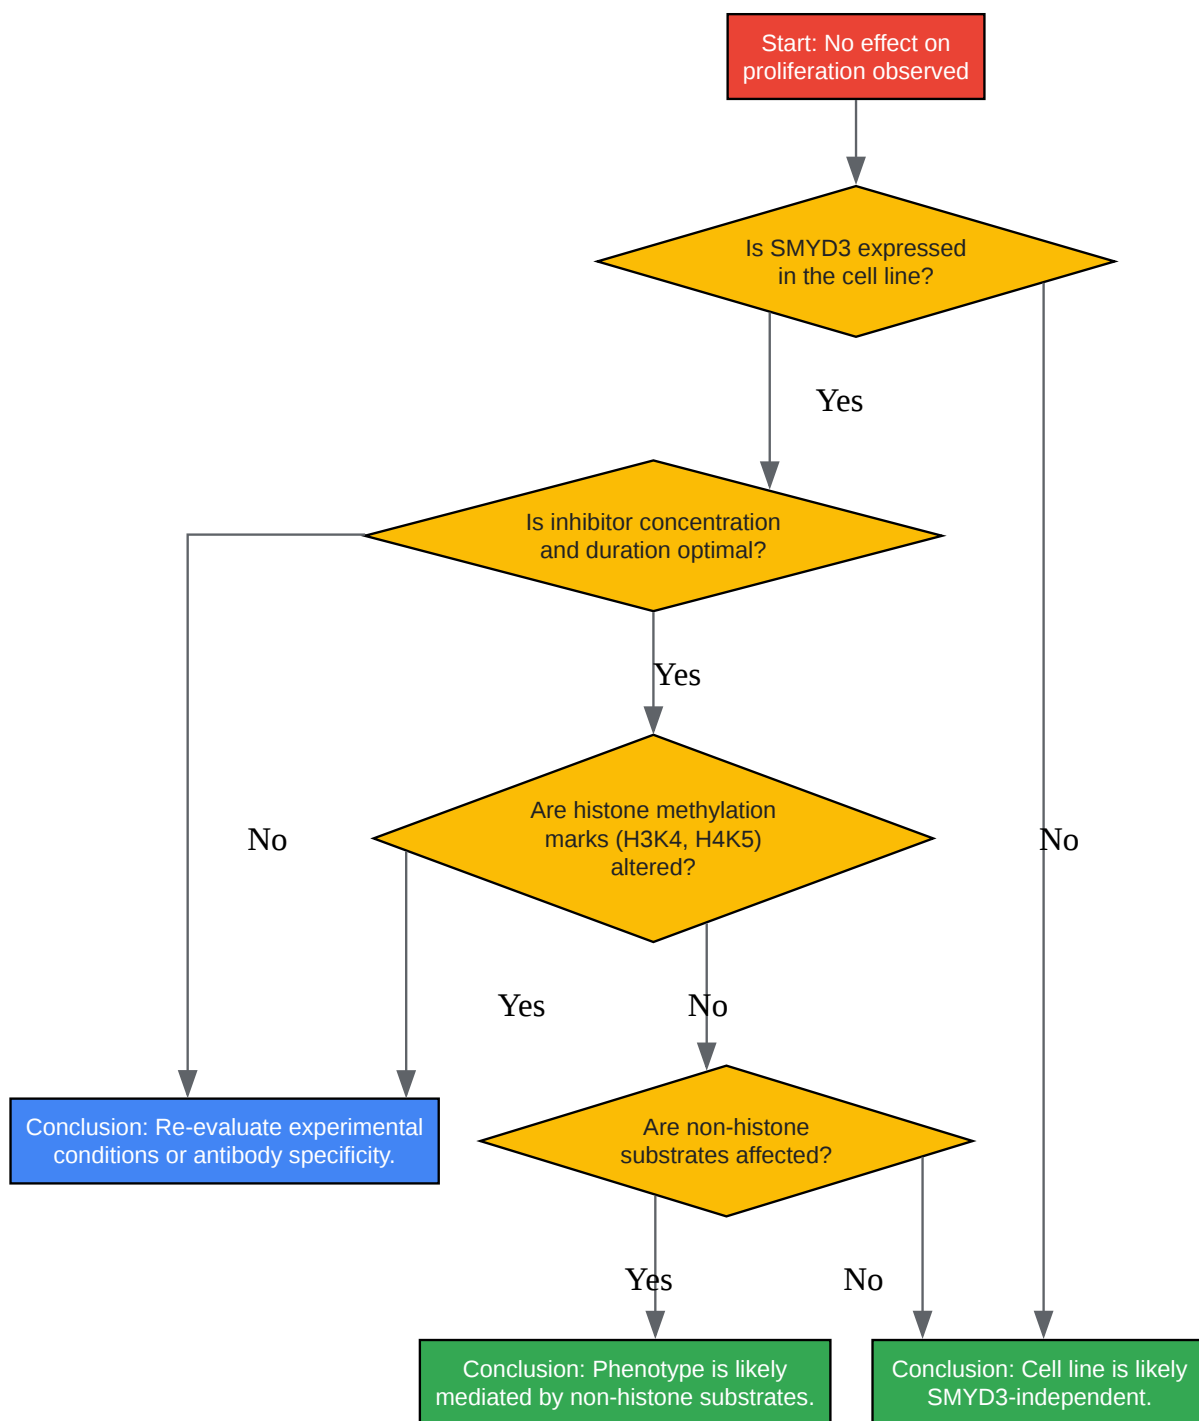 Start: No effect on
proliferation observed
Is SMYD3 expressed
in the cell line?
Yes
Is inhibitor concentration
and duration optimal?
Yes
Are histone methylation
marks (H3K4, H4K5)
altered?
No
No
Yes
No
Conclusion: Re-evaluate experimental
conditions or antibody specificity.
Are non-histone
substrates affected?
Yes
No
Conclusion: Phenotype is likely
mediated by non-histone substrates.
Conclusion: Cell line is likely
SMYD3-independent.